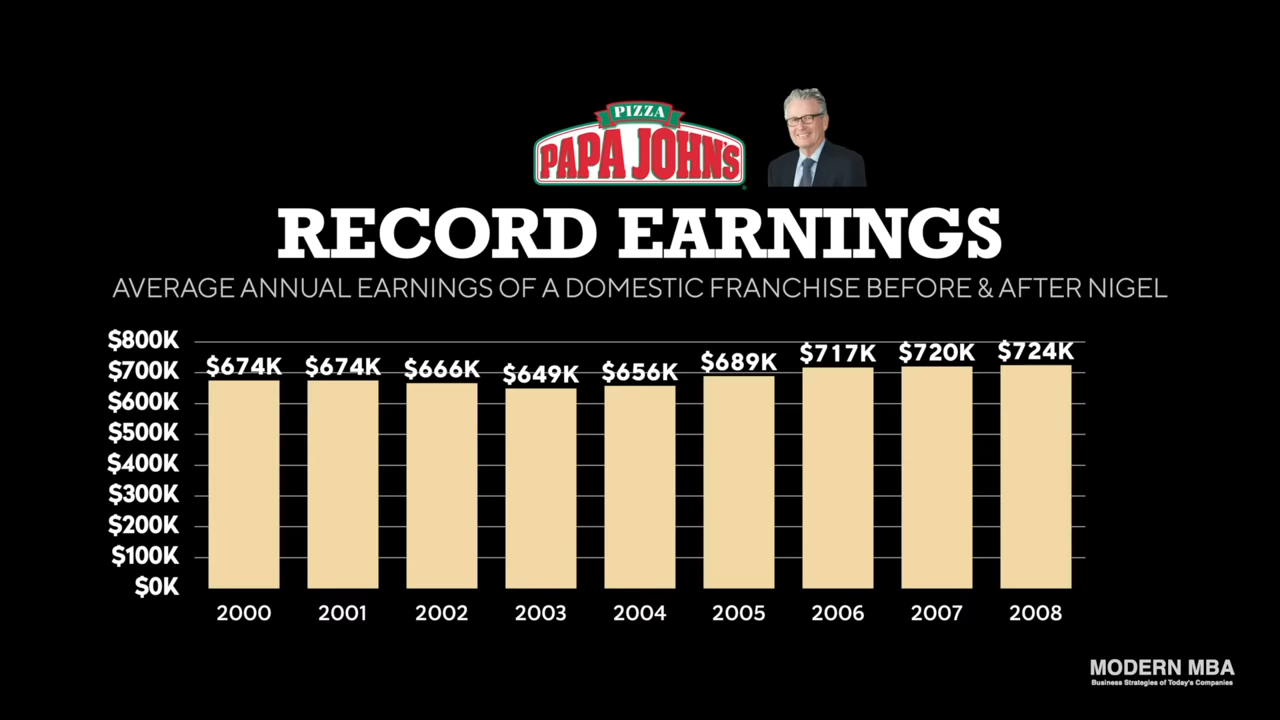 PIZZA
PAPA JOHN'S
RECORD EARNINGS
AVERAGE ANNUAL EARNINGS OF A DOMESTIC FRANCHISE BEFORE & AFTER NIGEL
$800K
$700K
$600K
$500K
$400K
$300K
$200K
$100K
$0K
$674K $674K $666K $649K $656K $689K $717K $720K $724K
2000 2001 2002 2003 2004 2005 2006 2007 2008
MODERN MBA
Business Strategies of Today's Companies